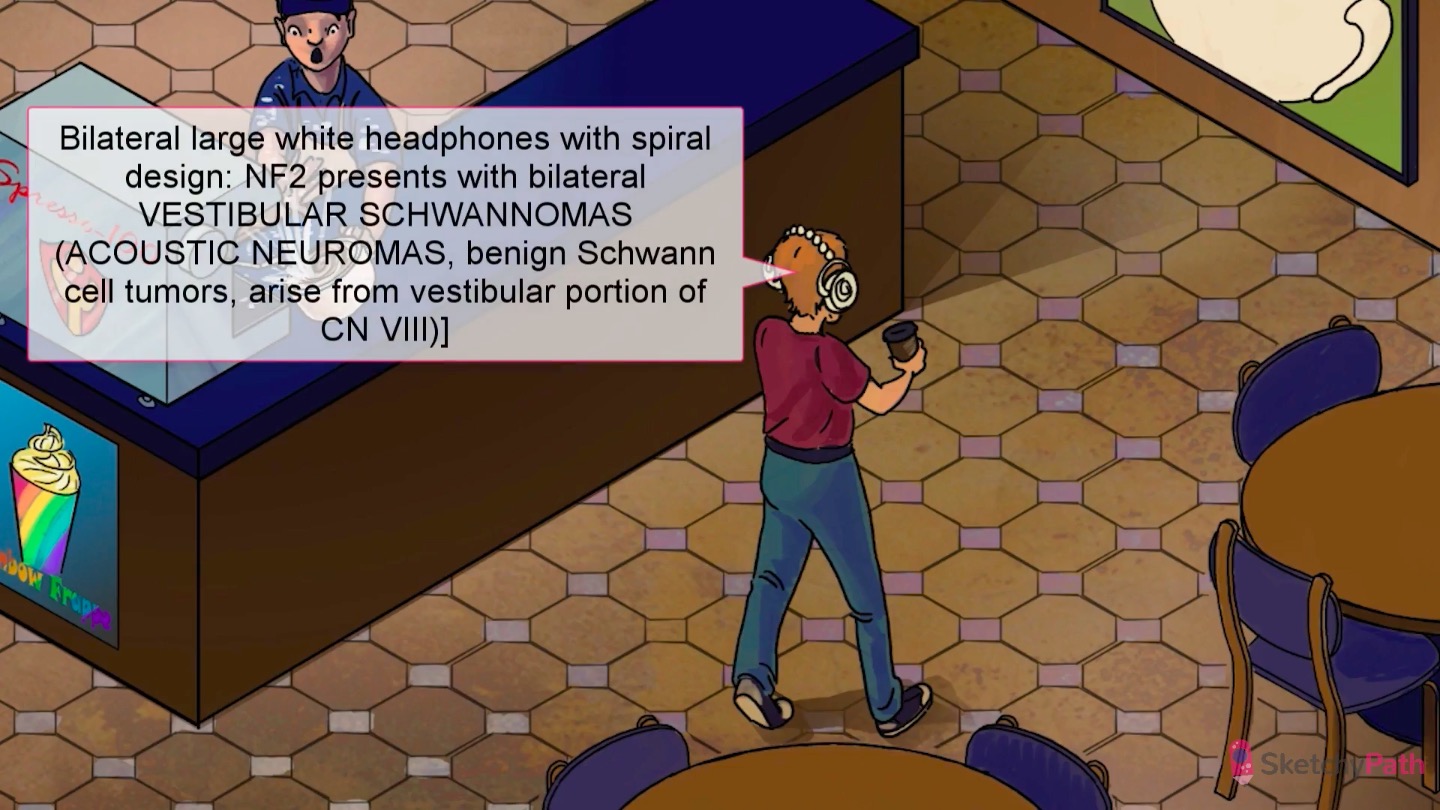 Bilateral large white headphones with spiral
design: NF2 presents with bilateral
VESTIBULAR SCHWANNOMAS
(ACOUSTIC NEUROMAS, benign Schwann
cell tumors, arise from vestibular portion of
CN VIII)]
SketchyPath